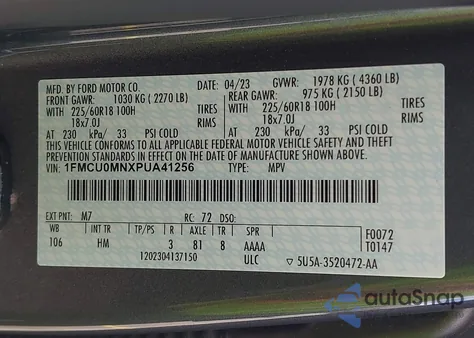 MFD. BY FORD MOTOR CO. 04/23 GVWR: 1978 KG ( 4360 LB)
FRONT GAWR: 1030 KG ( 2270 LB) REAR GAWR: 975 KG ( 2150 LB)
WITH 225/60R18 100H TIRES WITH 225/60R18 100H TIRES
18x7.0J RIMS 18x7.0J RIMS
AT 230 kPa/ 33 PSI COLD AT 230 kPa/ 33 PSI COLD
THIS VEHICLE CONFORMS TO ALL APPLICABLE FEDERAL MOTOR VEHICLE SAFETY, BUMPER, AND THEFT
PREVENTION STANDARDS IN EFFECT ON THE DATE OF MANUFACTURE SHOWN ABOVE.
VIN: 1FMCU0MNXPUA41256 TYPE: MPV
EXT PNT: M7 RC: 72 DSO:
WB INT TR TP/PS R AXLE TR SPR F0072
106 HM 3 81 8 AAAA T0147
1202304137150 ULC ▽ 5U5A-3520472-AA
autoSnap